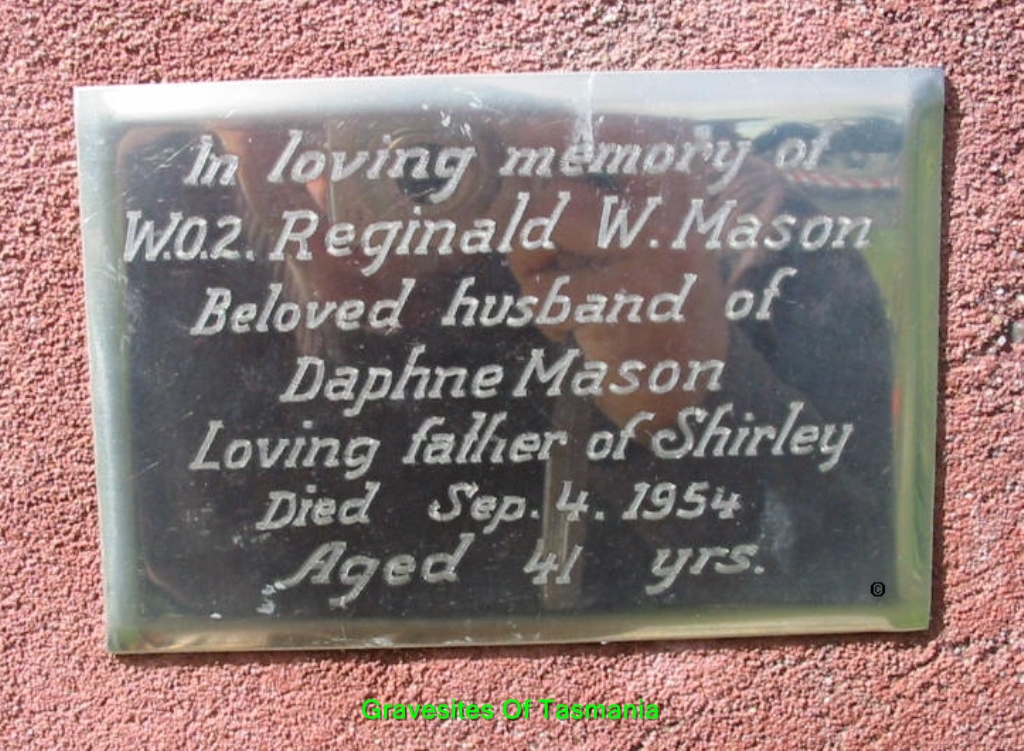 In loving memory of
W.O.2. Reginald W. Mason
Beloved husband of
Daphne Mason
Loving father of Shirley
Died Sep. 4. 1954
Aged 41 yrs.
©
Gravesites Of Tasmania